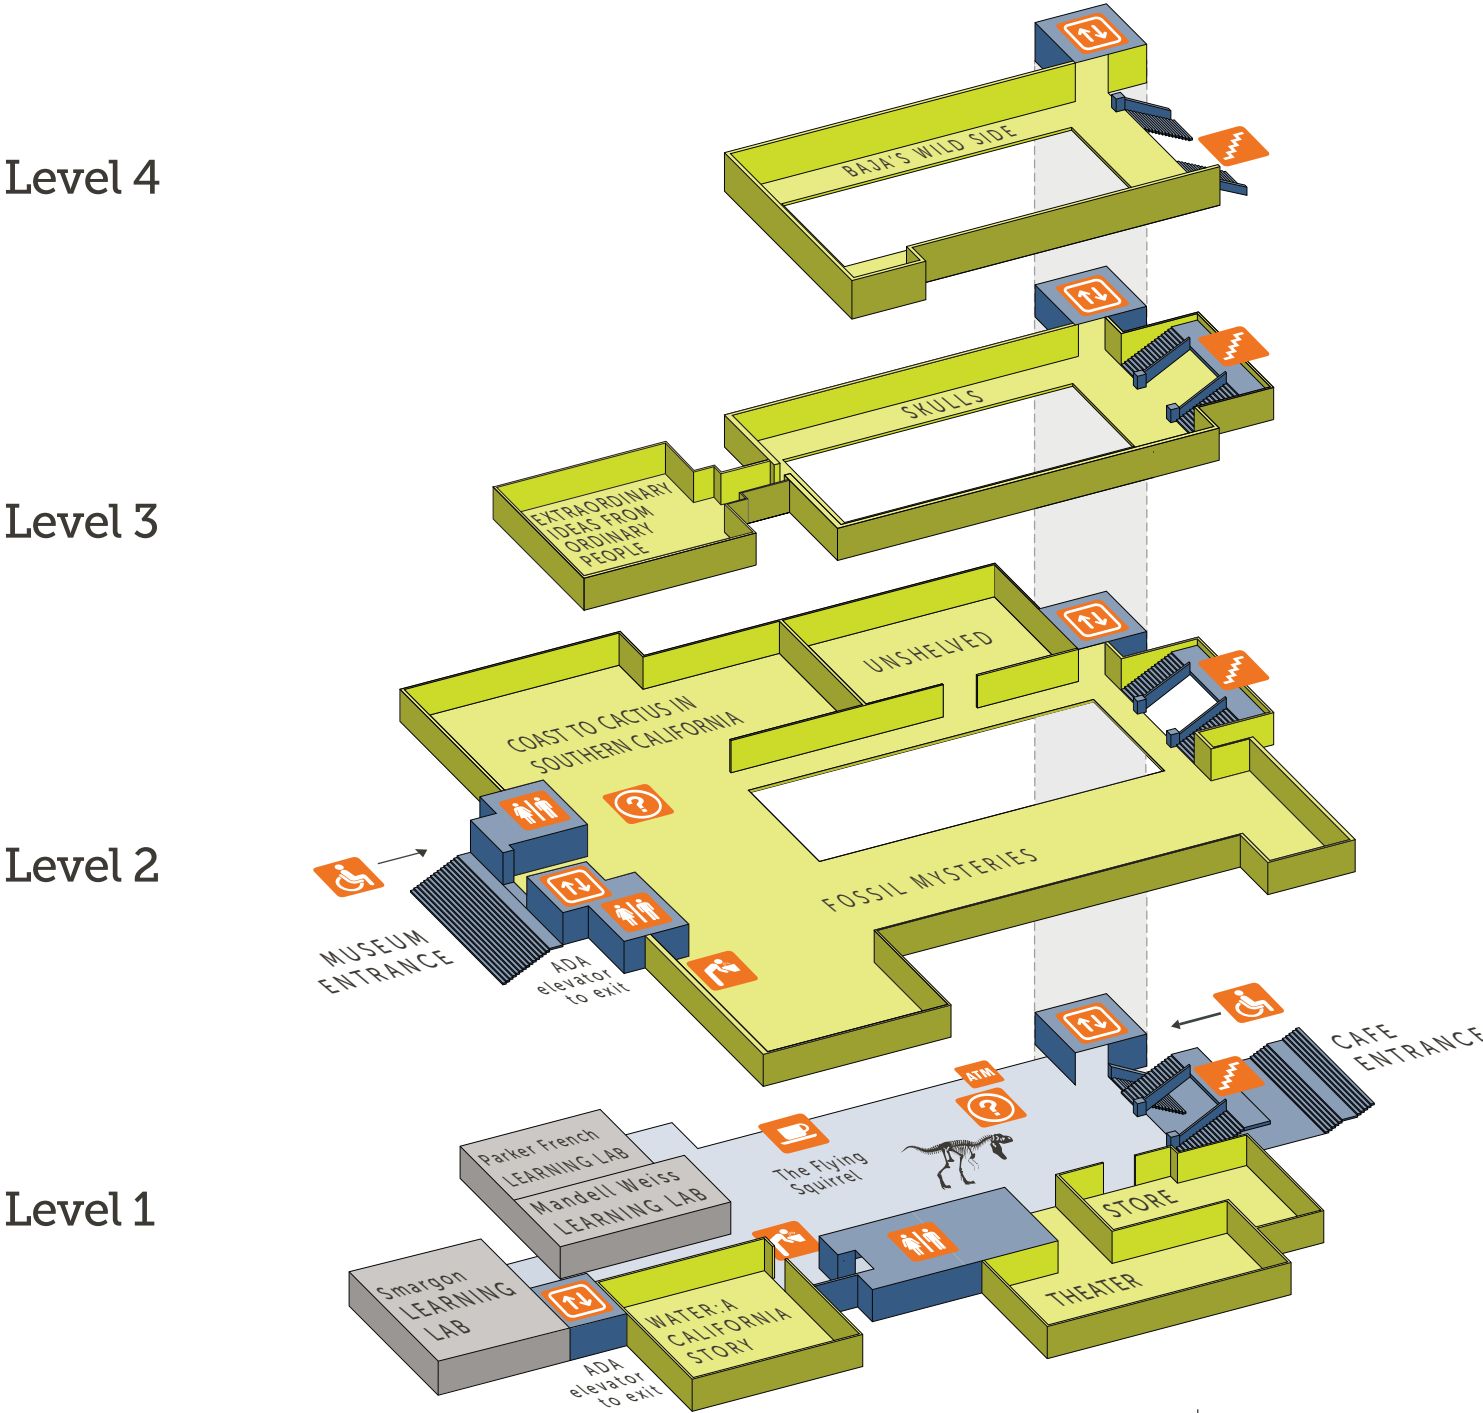 Level 4
BAJA'S WILD SIDE
Level 3
SKULLS
EXTRAORDINARY
IDEAS FROM
ORDINARY
PEOPLE
Level 2
UNSHELVED
COAST TO CACTUS IN
SOUTHERN CALIFORNIA
?
FOSSIL MYSTERIES
MUSEUM
ENTRANCE
ADA
elevator
to exit
Level 1
CAFE
ENTRANCE
ATM
?
The Flying
Squirrel
Parker French
LEARNING LAB
Mandell Weiss
LEARNING LAB
STORE
THEATER
Smargon
LEARNING
LAB
WATER: A
CALIFORNIA
STORY
ADA
elevator
to exit